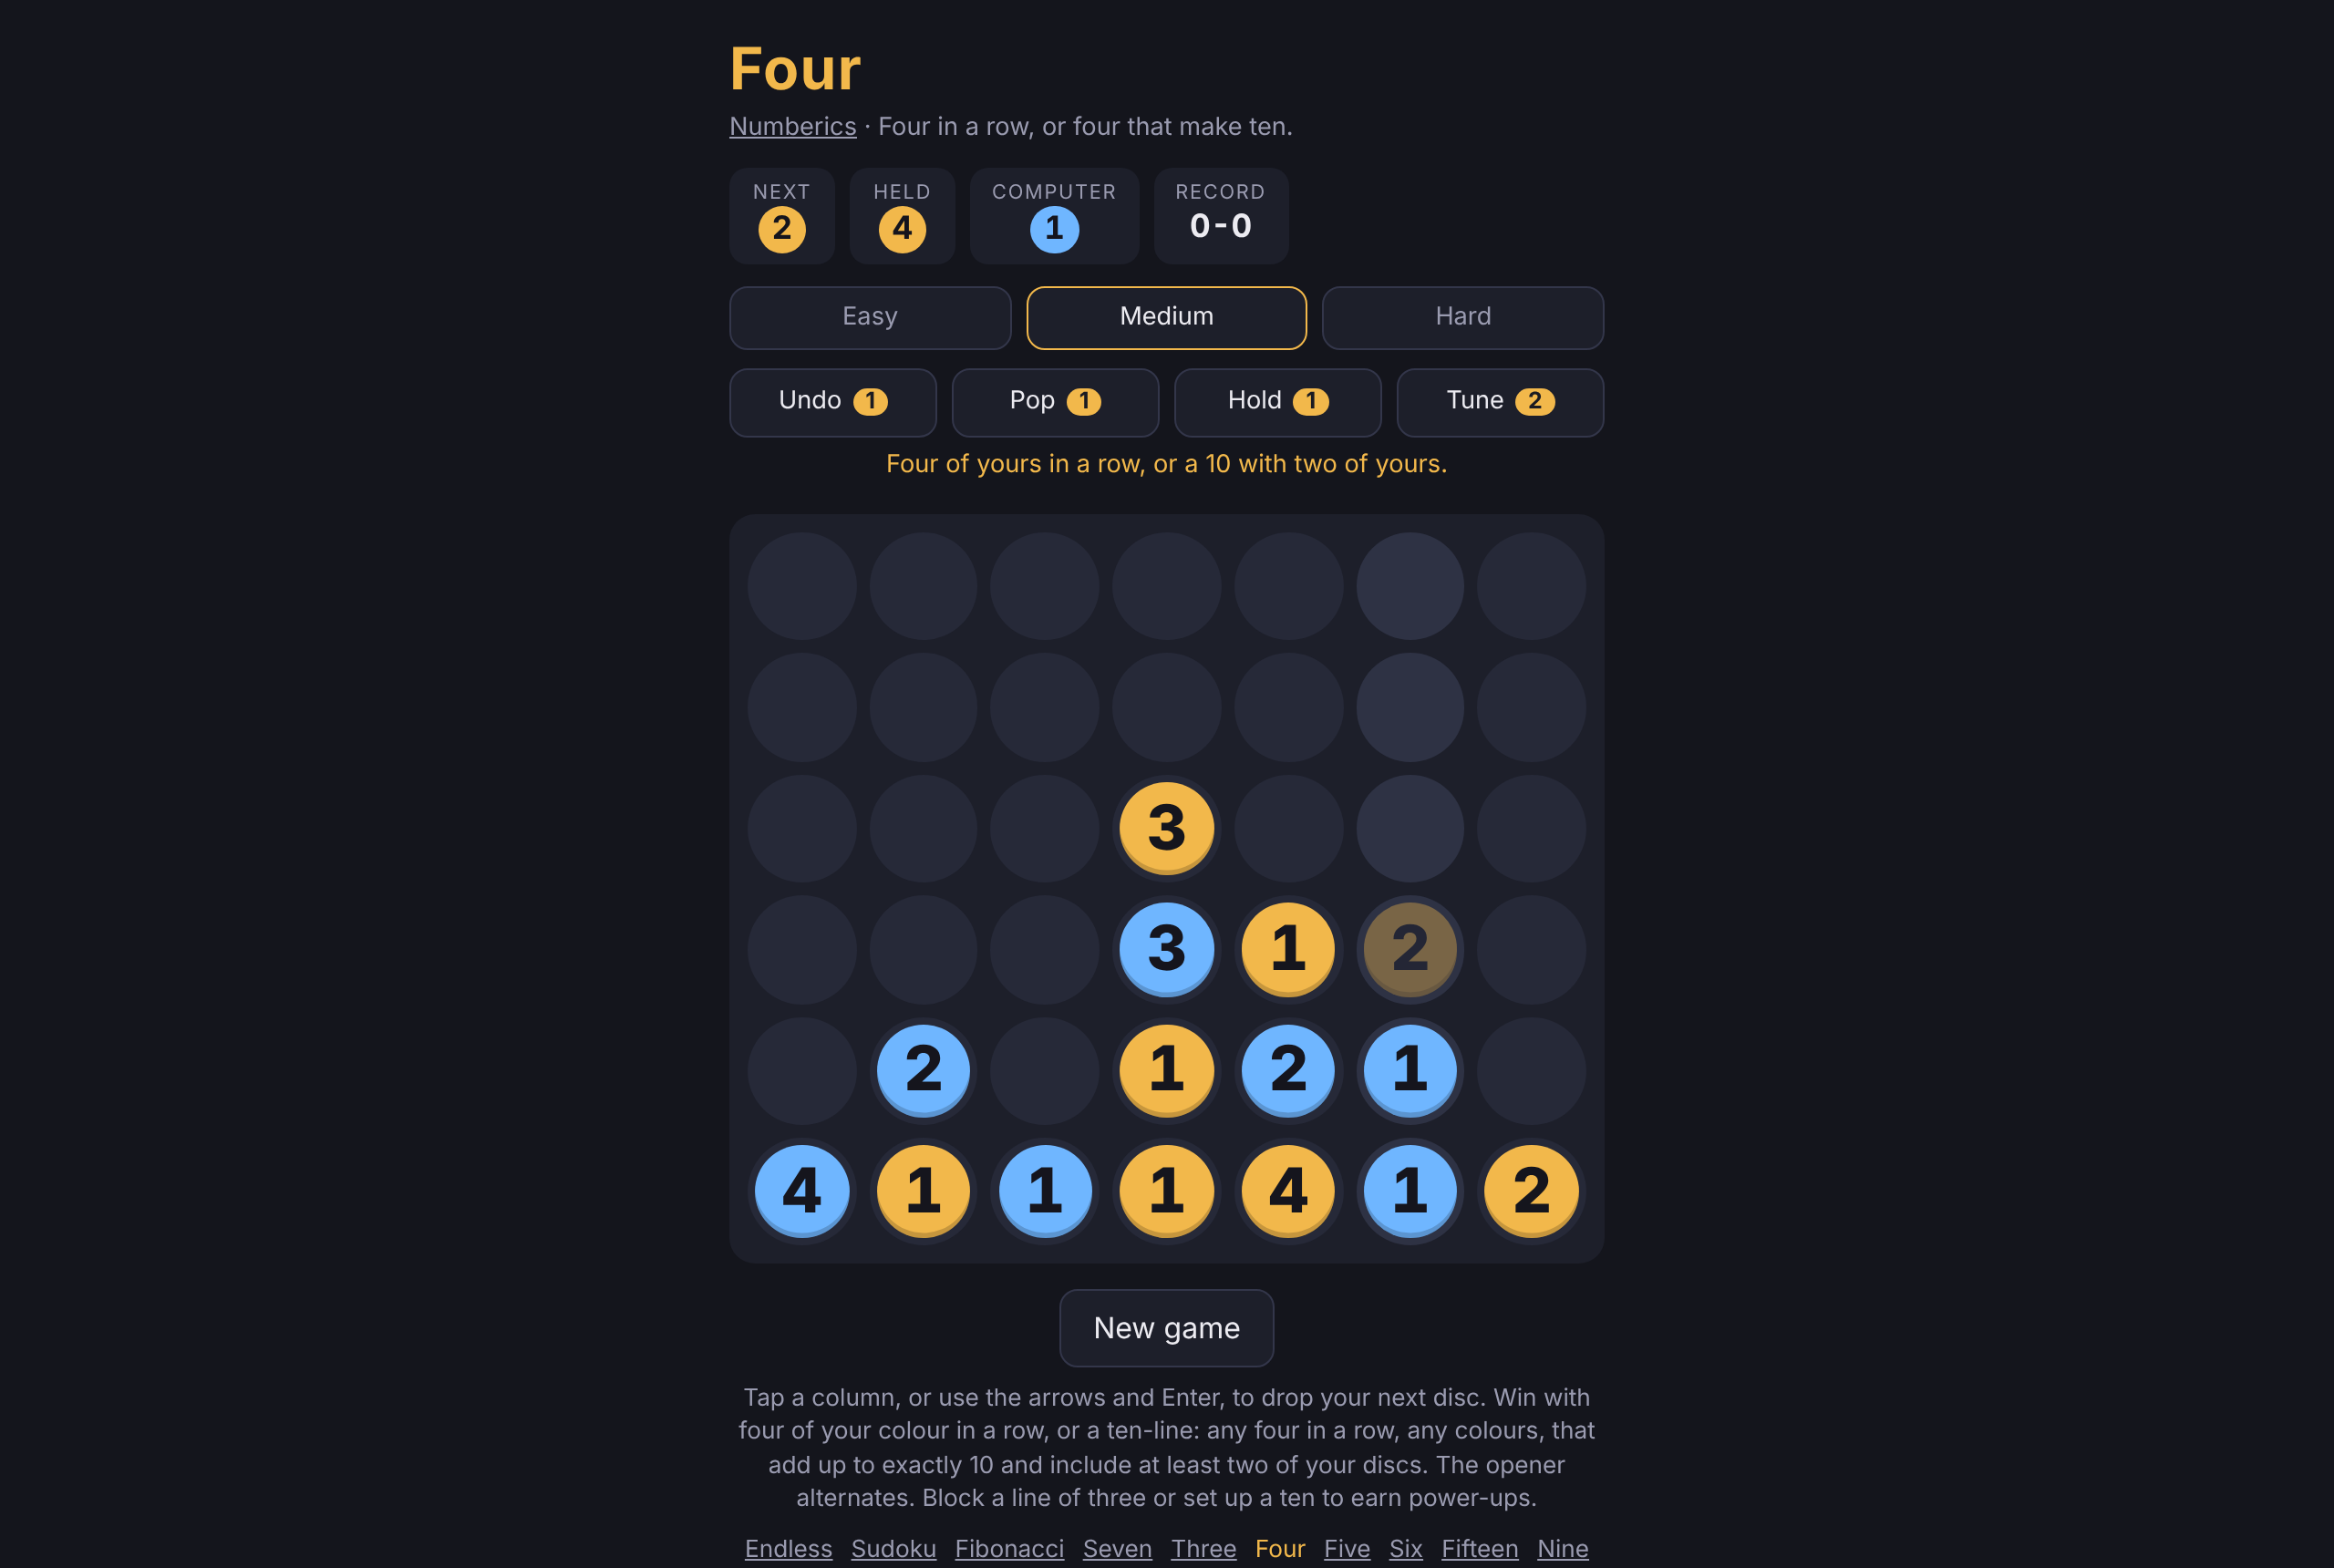 Four
Numberics · Four in a row, or four that make ten.
NEXT HELD COMPUTER RECORD
2 4 1 0-0
Easy Medium Hard
Undo 1 Pop 1 Hold 1 Tune 2
Four of yours in a row, or a 10 with two of yours.
3
3 1 2
2 1 2 1
4 1 1 1 4 1 2
New game
Tap a column, or use the arrows and Enter, to drop your next disc. Win with
four of your colour in a row, or a ten-line: any four in a row, any colours, that
add up to exactly 10 and include at least two of your discs. The opener
alternates. Block a line of three or set up a ten to earn power-ups.
Endless Sudoku Fibonacci Seven Three Four Five Six Fifteen Nine